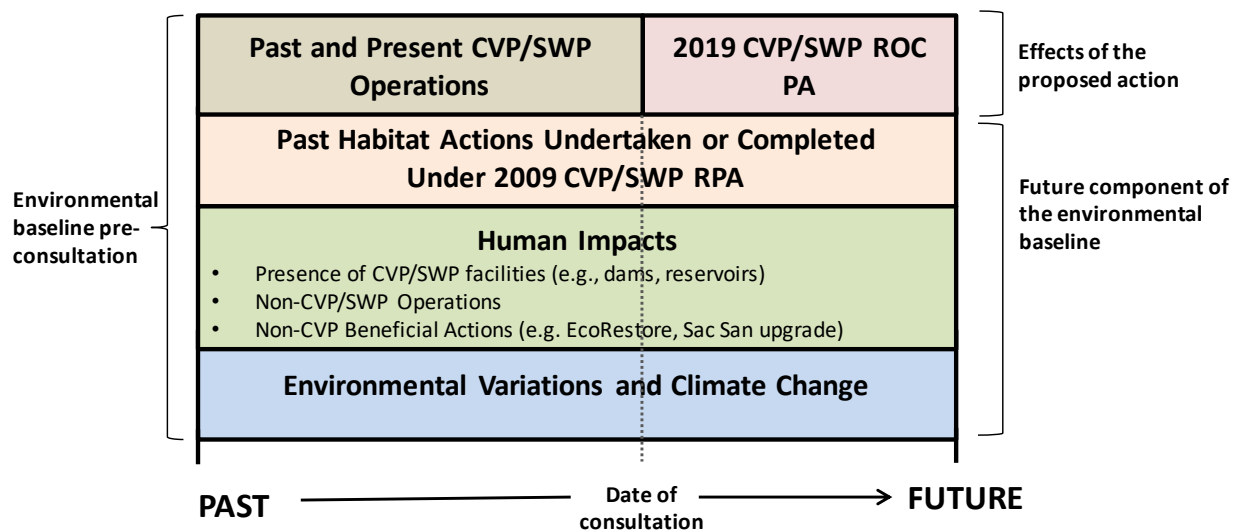 Past and Present CVP/SWP
Operations
2019 CVP/SWP ROC
PA
Effects of the
proposed action
Past Habitat Actions Undertaken or Completed
Under 2009 CVP/SWP RPA
Environmental
baseline pre-
consultation
Future component of
the environmental
baseline
Human Impacts
• Presence of CVP/SWP facilities (e.g., dams, reservoirs)
• Non-CVP/SWP Operations
• Non-CVP Beneficial Actions (e.g. EcoRestore, Sac San upgrade)
Environmental Variations and Climate Change
PAST
Date of
consultation
FUTURE